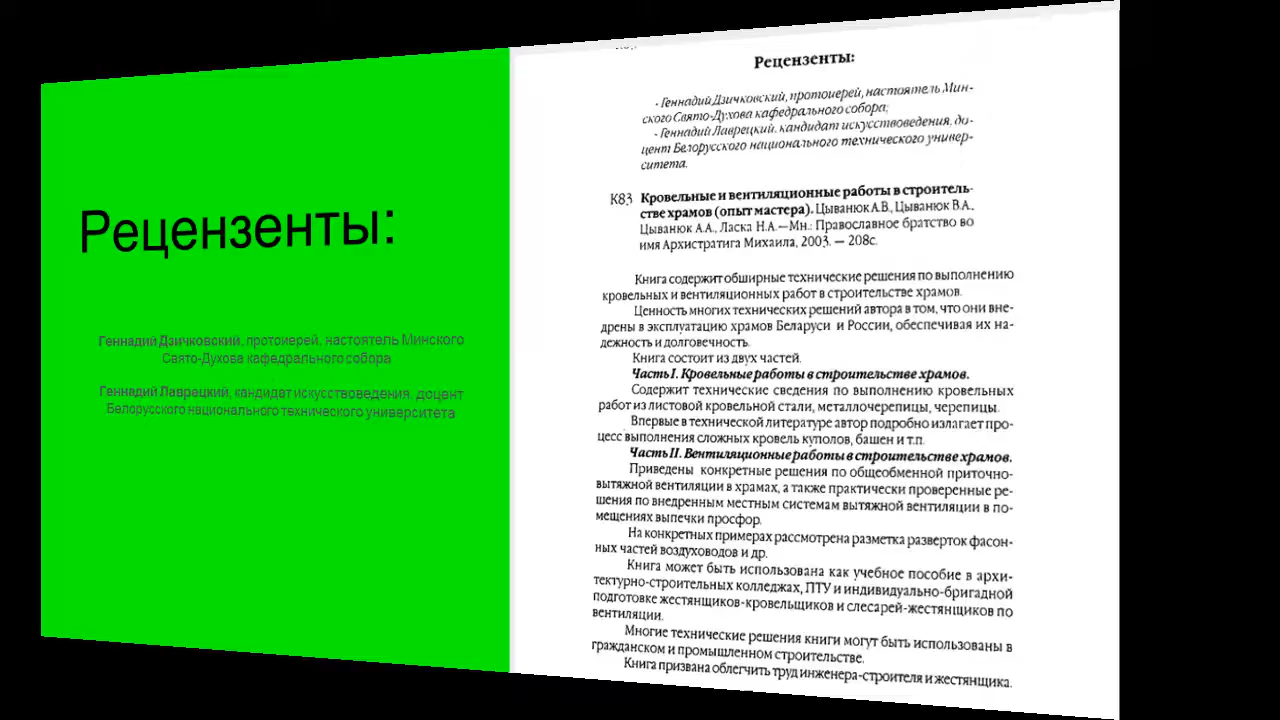 Рецензенты:
Геннадий Дзичковский, протоиерей, настоятель Минского
Свято-Духова кафедрального собора
Геннадий Лаврецкий, кандидат искусствоведения, доцент
Белорусского национального технического университета
Рецензенты:
- Геннадий Дзичковский, протоиерей, настоятель Мин-
ского Свято-Духова кафедрального собора;
- Геннадий Лаврецкий, кандидат искусствоведения, до-
цент Белорусского национального технического универ-
ситета.
К83 Кровельные и вентиляционные работы в строитель-
стве храмов (опыт мастера). Цыванюк А.В., Цыванюк В.А.,
Цыванюк А.А., Ласка Н.А.—Мн.: Православное братство во
имя Архистратига Михаила, 2003. — 208с.
Книга содержит обширные технические решения по выполнению
кровельных и вентиляционных работ в строительстве храмов.
Ценность многих технических решений автора в том, что они вне-
дрены в эксплуатацию храмов Беларуси и России, обеспечивая их на-
дежность и долговечность.
Книга состоит из двух частей.
Часть I. Кровельные работы в строительстве храмов.
Содержит технические сведения по выполнению кровельных
работ из листовой кровельной стали, металлочерепицы, черепицы.
Впервые в технической литературе автор подробно излагает про-
цесс выполнения сложных кровель куполов, башен и т.п.
Часть II. Вентиляционные работы в строительстве храмов.
Приведены конкретные решения по общеобменной приточно-
вытяжной вентиляции в храмах, а также практически проверенные ре-
шения по внедренным местным системам вытяжной вентиляции в по-
мещениях выпечки просфор.
На конкретных примерах рассмотрена разметка разверток фасон-
ных частей воздуховодов и др.
Книга может быть использована как учебное пособие в архи-
тектурно-строительных колледжах, ПТУ и индивидуально-бригадной
подготовке жестянщиков-кровельщиков и слесарей-жестянщиков по
вентиляции.
Многие технические решения книги могут быть использованы в
гражданском и промышленном строительстве.
Книга призвана облегчить труд инженера-строителя и жестянщика.